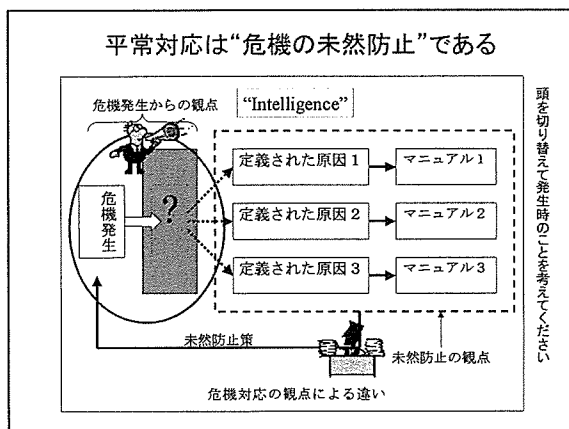 平常対応は“危機の未然防止”である
危機発生からの観点
“Intelligence”
危機発生
?
定義された原因1
マニュアル1
定義された原因2
マニュアル2
定義された原因3
マニュアル3
未然防止策
未然防止の観点
危機対応の観点による違い
頭を切り替えて発生時のことを考えてください